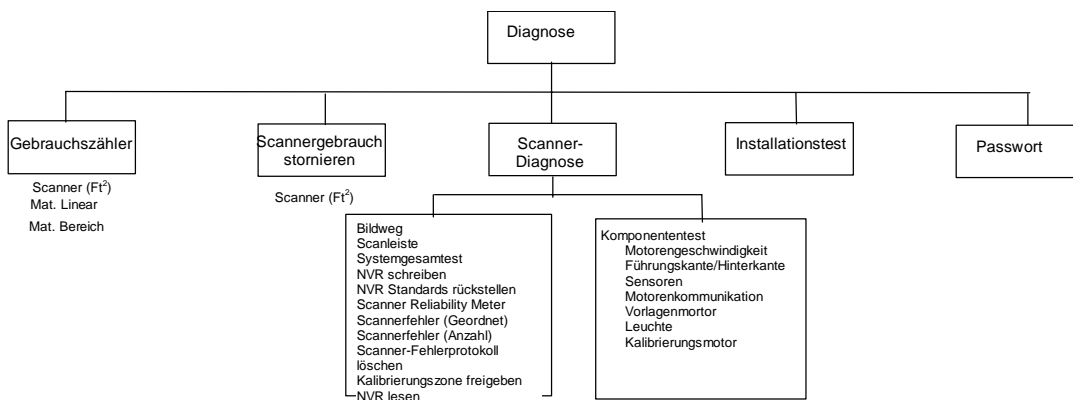 Diagnose
Gebrauchszähler
Scannergebrauch
stornieren
Scanner-
Diagnose
Installationstest
Passwort
Scanner (Ft²)
Mat. Linear
Mat. Bereich
Scanner (Ft²)
Bildweg
Scanleiste
Systemgesamtest
NVR schreiben
NVR Standards rückstellen
Scanner Reliability Meter
Scannerfehler (Geordnet)
Scannerfehler (Anzahl)
Scanner-Fehlerprotokoll
löschen
Kalibrierungszone freigeben
NVR lesen
Komponententest
Motorengeschwindigkeit
Führungskante/Hinterkante
Sensoren
Motorenkommunikation
Vorlagenmortor
Leuchte
Kalibrierungsmotor